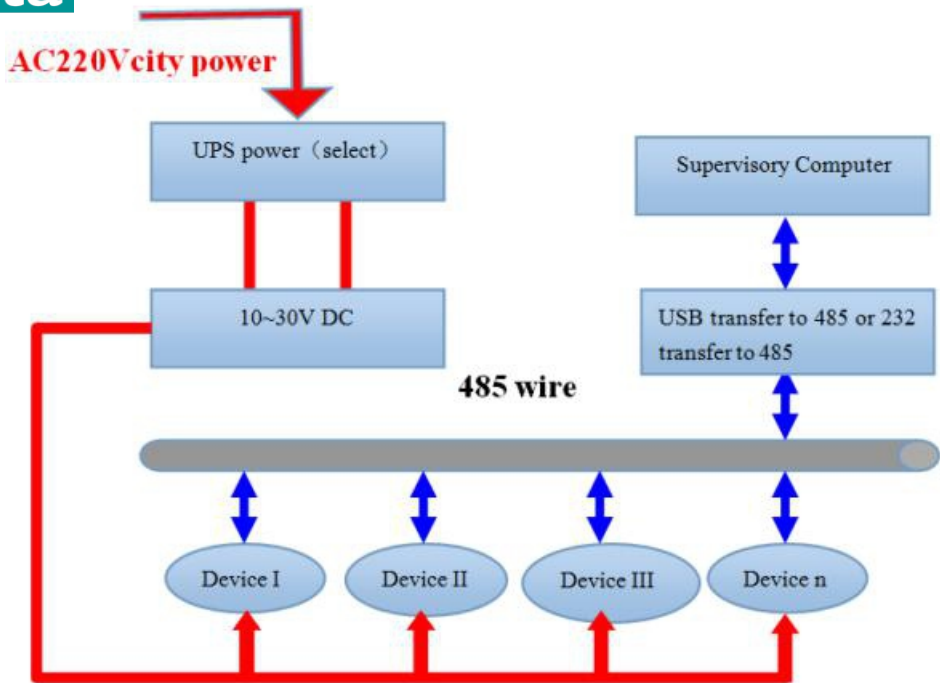 ta
AC220Vcity power
UPS power（select）
Supervisory Computer
10~30V DC
USB transfer to 485 or 232
transfer to 485
485 wire
Device I
Device II
Device III
Device n